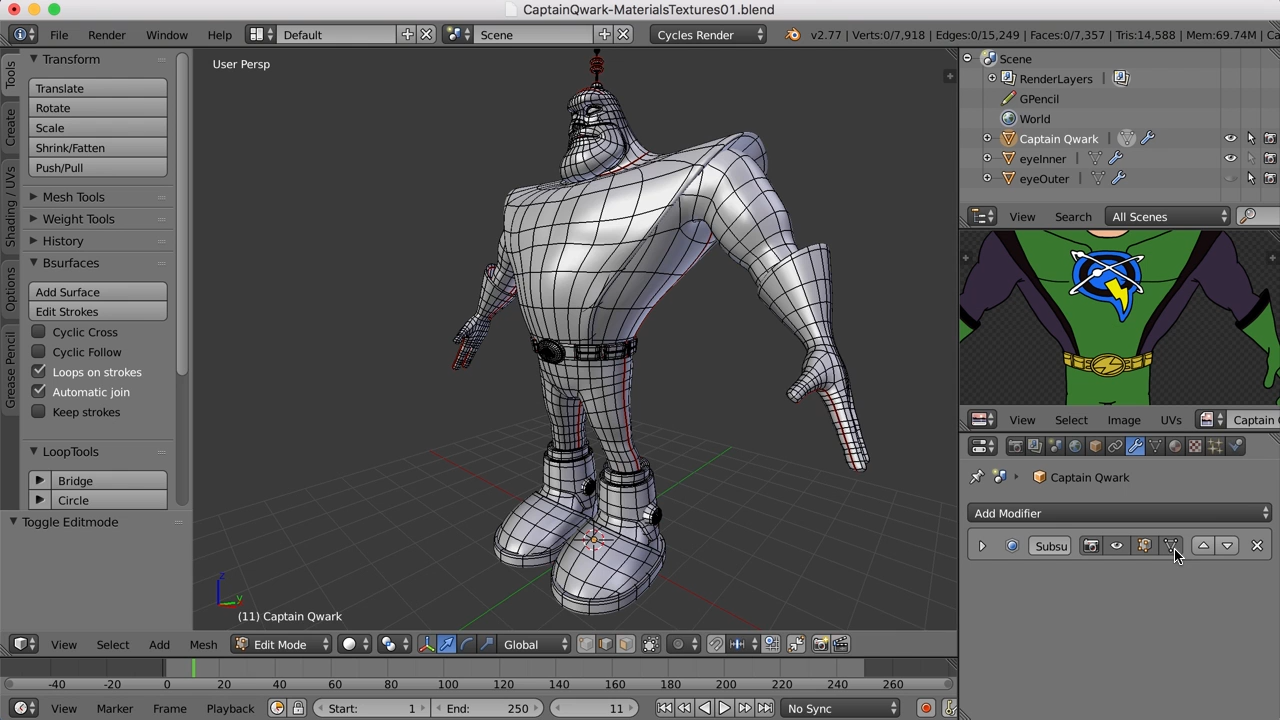 CaptainQwark-MaterialsTextures01.blend
File Render Window Help Default Scene Cycles Render v2.77 | Verts:0/7,918 | Edges:0/15,249 | Faces:0/7,357 | Tris:14,588 | Mem:69.74M
Tools
Create
Shading / UVs
Options
Grease Pencil
Transform
Translate
Rotate
Scale
Shrink/Fatten
Push/Pull
Mesh Tools
Weight Tools
History
Bsurfaces
Add Surface
Edit Strokes
Cyclic Cross
Cyclic Follow
Loops on strokes
Automatic join
Keep strokes
LoopTools
Bridge
Circle
Toggle Editmode
User Persp
z
y
(11) Captain Qwark
View Select Add Mesh Edit Mode Global
-40 -20 0 20 40 60 80 100 120 140 160 180 200 220 240 260
View Marker Frame Playback Start: 1 End: 250 11 No Sync
Scene
RenderLayers
GPencil
World
Captain Qwark
eyeInner
eyeOuter
View Search All Scenes
View Select Image UVs Captain
Captain Qwark
Add Modifier
Subsu